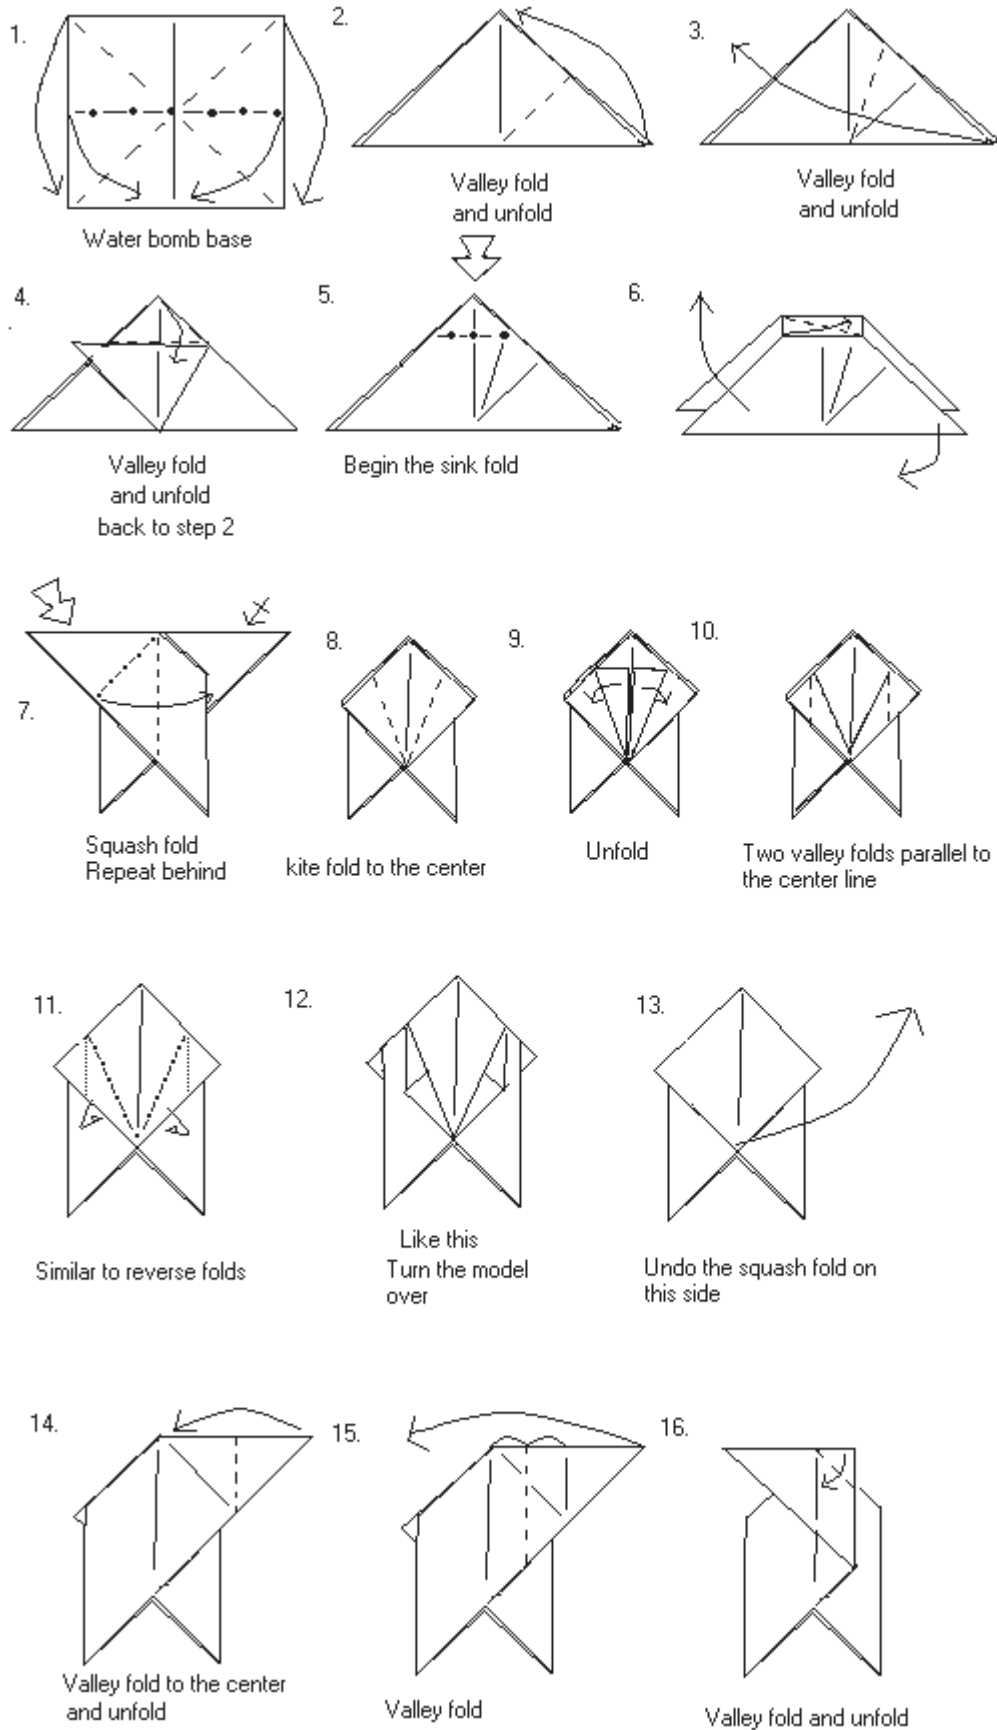 1.
Water bomb base
2.
Valley fold
and unfold
3.
Valley fold
and unfold
4.
Valley fold
and unfold
back to step 2
5.
Begin the sink fold
6.
7.
Squash fold
Repeat behind
8.
kite fold to the center
9.
Unfold
10.
Two valley folds parallel to
the center line
11.
Similar to reverse folds
12.
Like this
Turn the model
over
13.
Undo the squash fold on
this side
14.
Valley fold to the center
and unfold
15.
Valley fold
16.
Valley fold and unfold